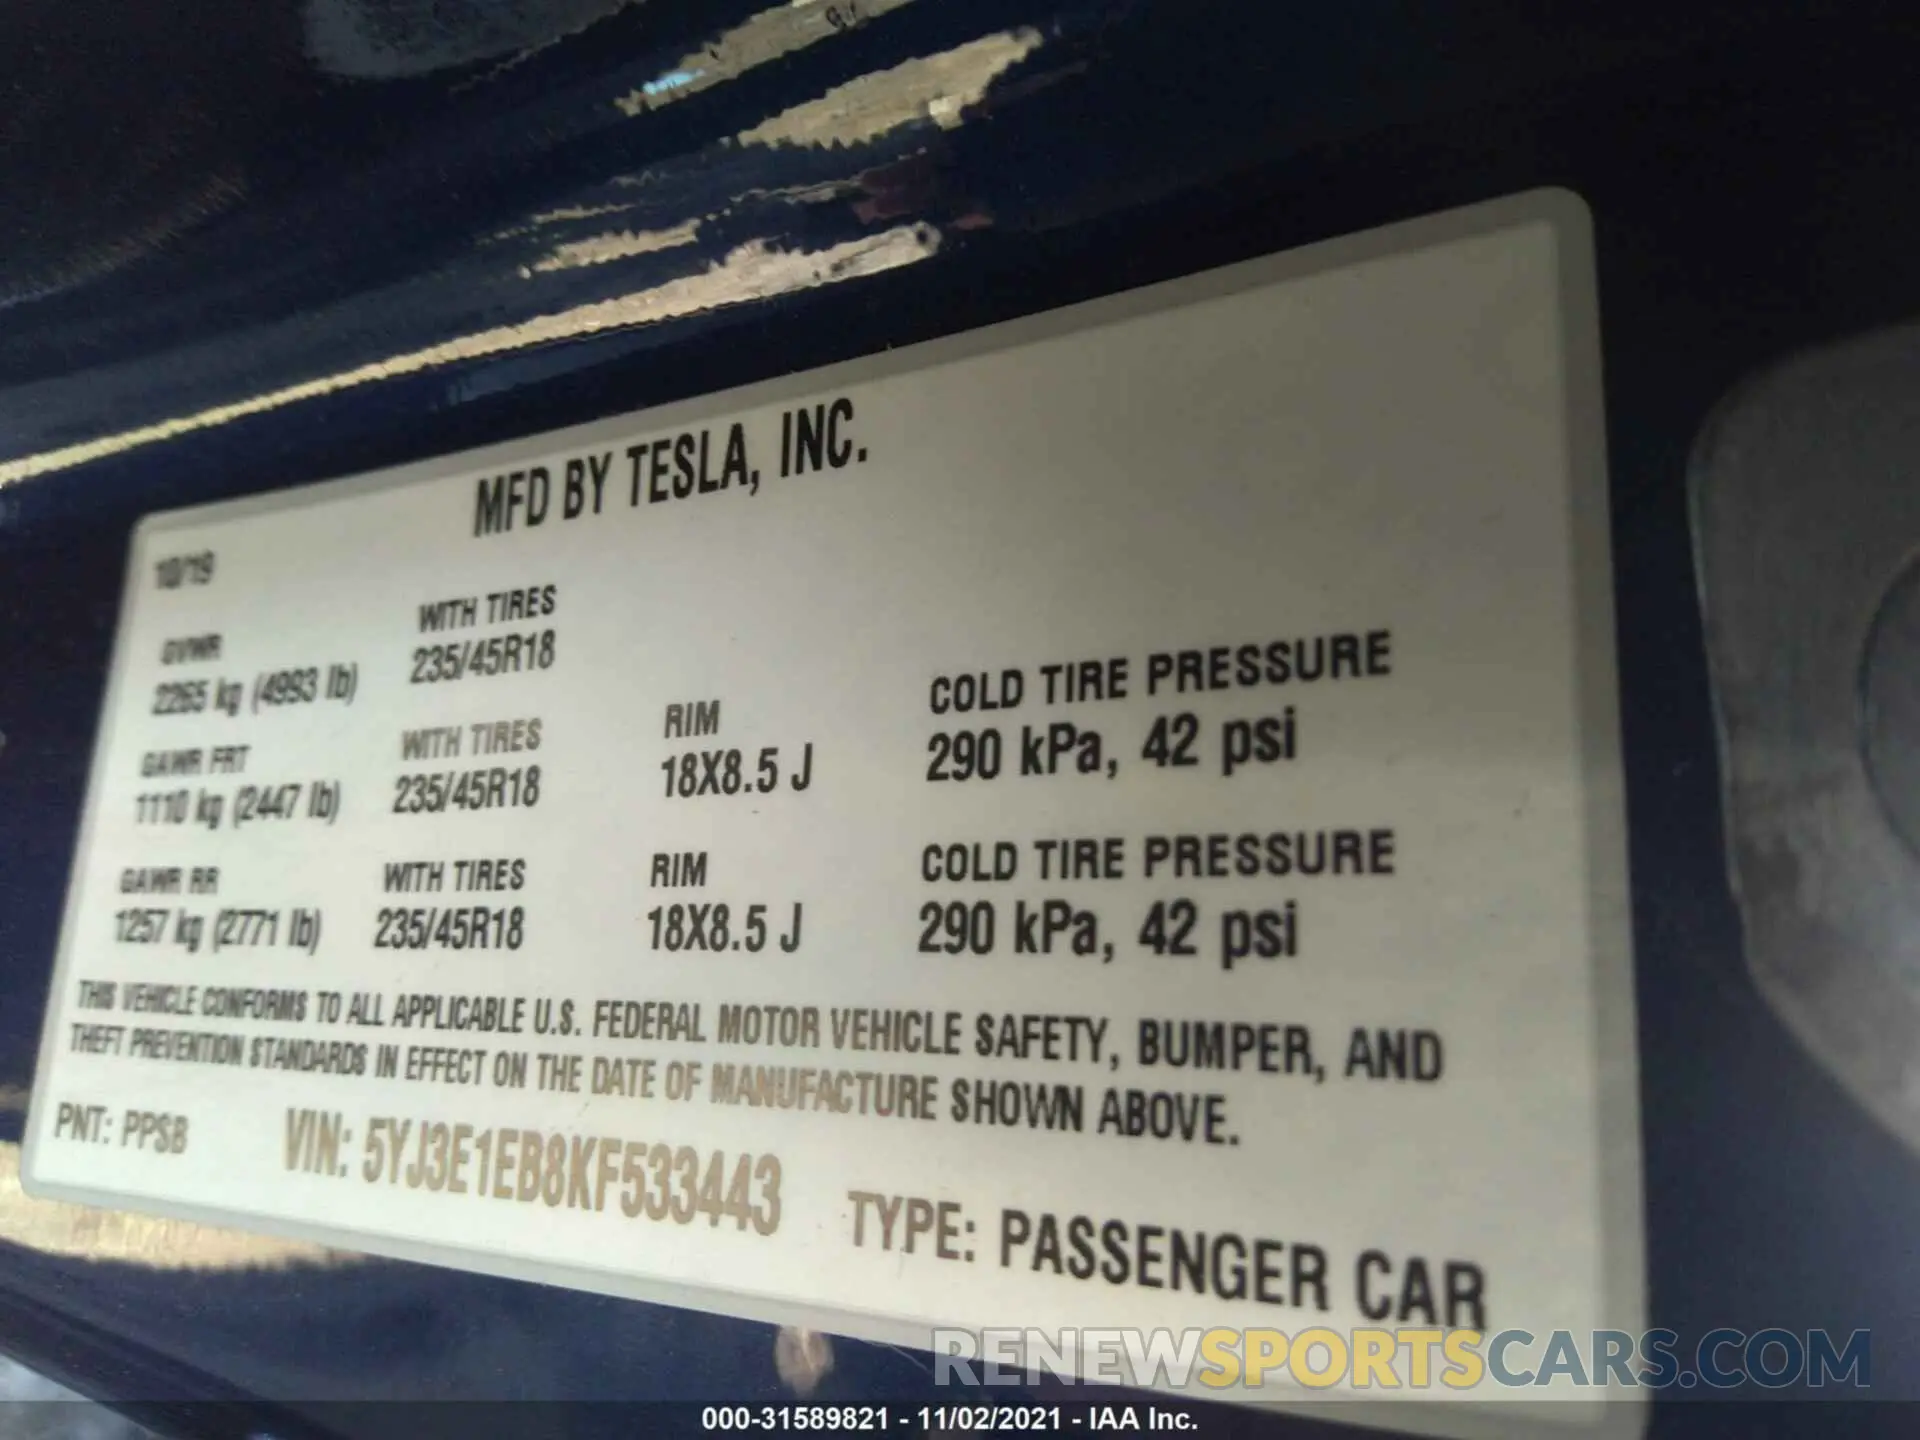 MFD BY TESLA, INC.
10/19
GVWR
2265 kg (4993 lb)
WITH TIRES
235/45R18
GAWR FRT
1110 kg (2447 lb)
WITH TIRES
235/45R18
RIM
18X8.5 J
COLD TIRE PRESSURE
290 kPa, 42 psi
GAWR RR
1257 kg (2771 lb)
WITH TIRES
235/45R18
RIM
18X8.5 J
COLD TIRE PRESSURE
290 kPa, 42 psi
THIS VEHICLE CONFORMS TO ALL APPLICABLE U.S. FEDERAL MOTOR VEHICLE SAFETY, BUMPER, AND
THEFT PREVENTION STANDARDS IN EFFECT ON THE DATE OF MANUFACTURE SHOWN ABOVE.
PNT: PPSB VIN: 5YJ3E1EB8KF533443 TYPE: PASSENGER CAR
RENEWSPORTSCARS.COM
000-31589821 - 11/02/2021 - IAA Inc.